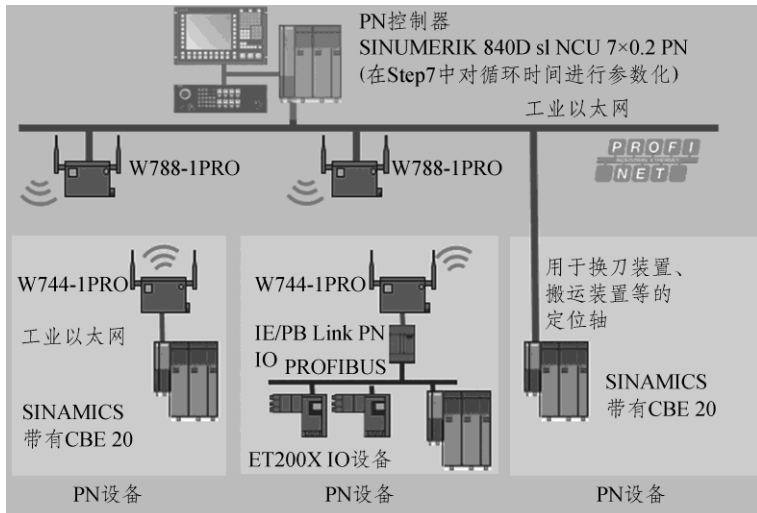 PN控制器
SINUMERIK 840D sl NCU 7×0.2 PN
(在Step7中对循环时间进行参数化)
工业以太网
W788-1PRO
W788-1PRO
PROFI
NET
W744-1PRO
工业以太网
SINAMICS
带有CBE 20
W744-1PRO
IE/PB Link PN
IO
PROFIBUS
ET200X IO设备
用于换刀装置、
搬运装置等的
定位轴
SINAMICS
带有CBE 20
PN设备
PN设备
PN设备